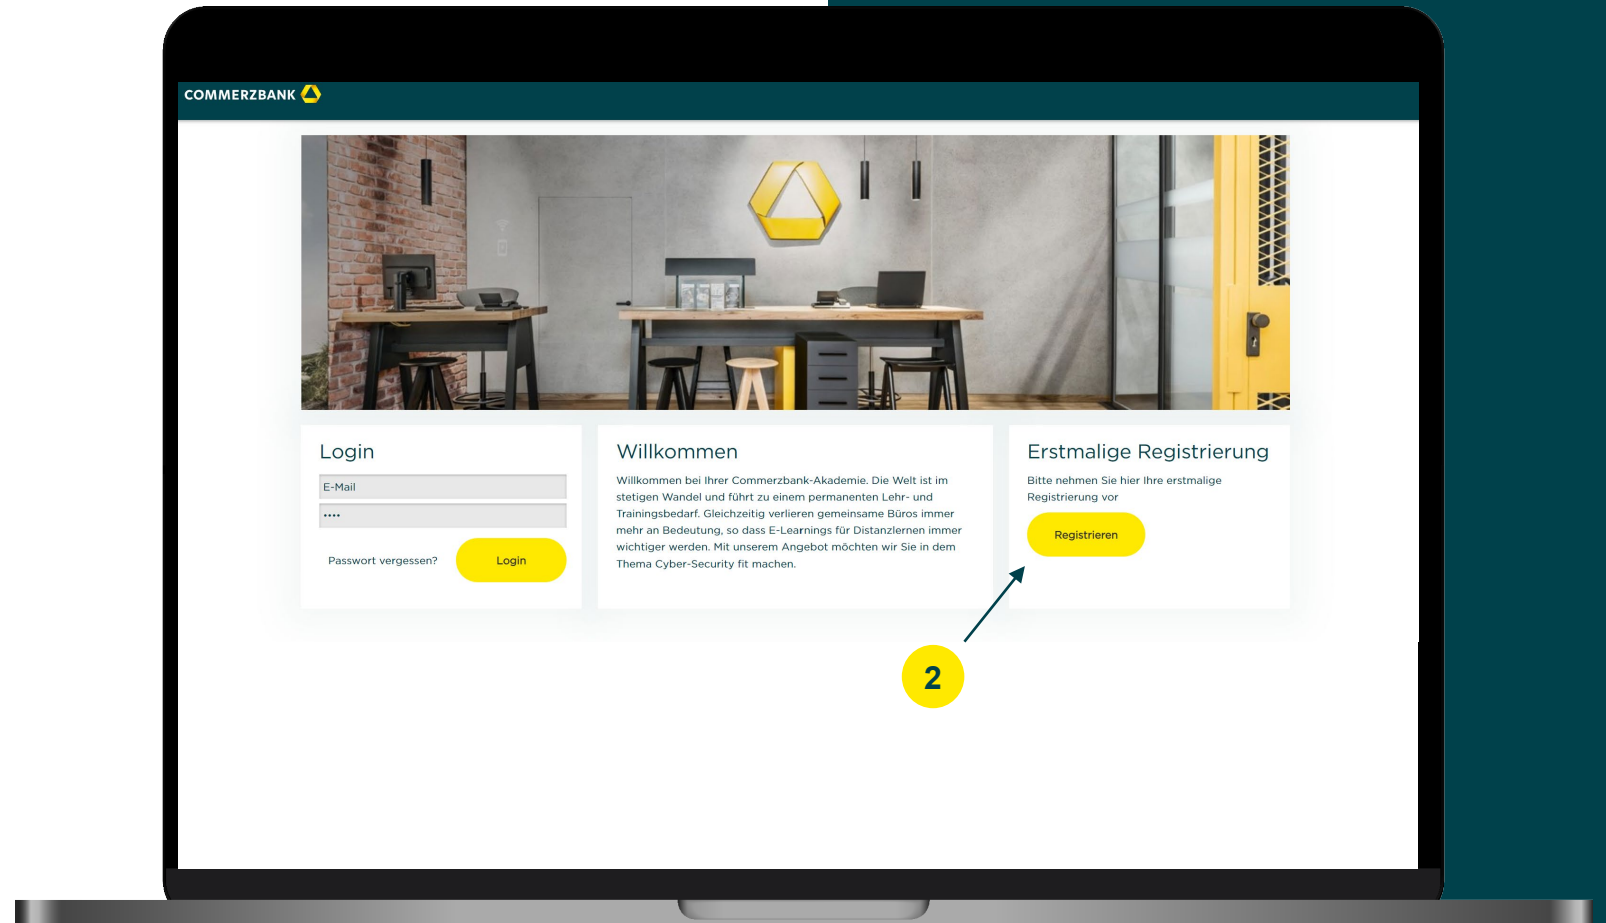 COMMERZBANK
Login
E-Mail
••••
Passwort vergessen?
Login
Willkommen
Willkommen bei Ihrer Commerzbank-Akademie. Die Welt ist im
stetigen Wandel und führt zu einem permanenten Lehr- und
Trainingsbedarf. Gleichzeitig verlieren gemeinsame Büros immer
mehr an Bedeutung, so dass E-Learnings für Distanzlernen immer
wichtiger werden. Mit unserem Angebot möchten wir Sie in dem
Thema Cyber-Security fit machen.
Erstmalige Registrierung
Bitte nehmen Sie hier Ihre erstmalige
Registrierung vor
Registrieren
2